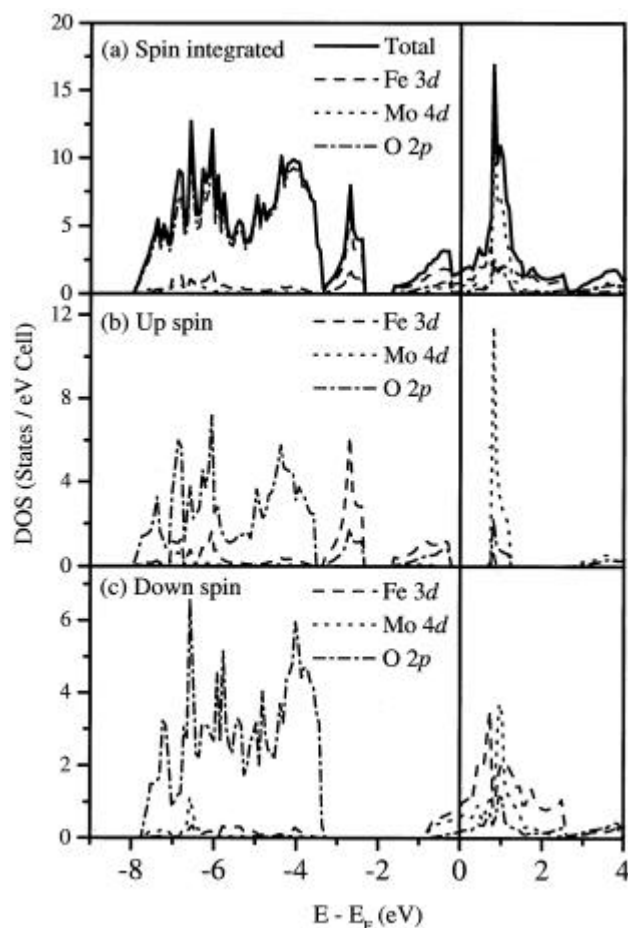 20
(a) Spin integrated
Total
Fe 3d
15
Mo 4d
O 2p
10
5
0
12
(b) Up spin
Fe 3d
Mo 4d
O 2p
8
4
0
DOS (States / eV Cell)
(c) Down spin
Fe 3d
6
Mo 4d
O 2p
4
2
0
-8 -6 -4 -2 0 2 4
E - E_F (eV)